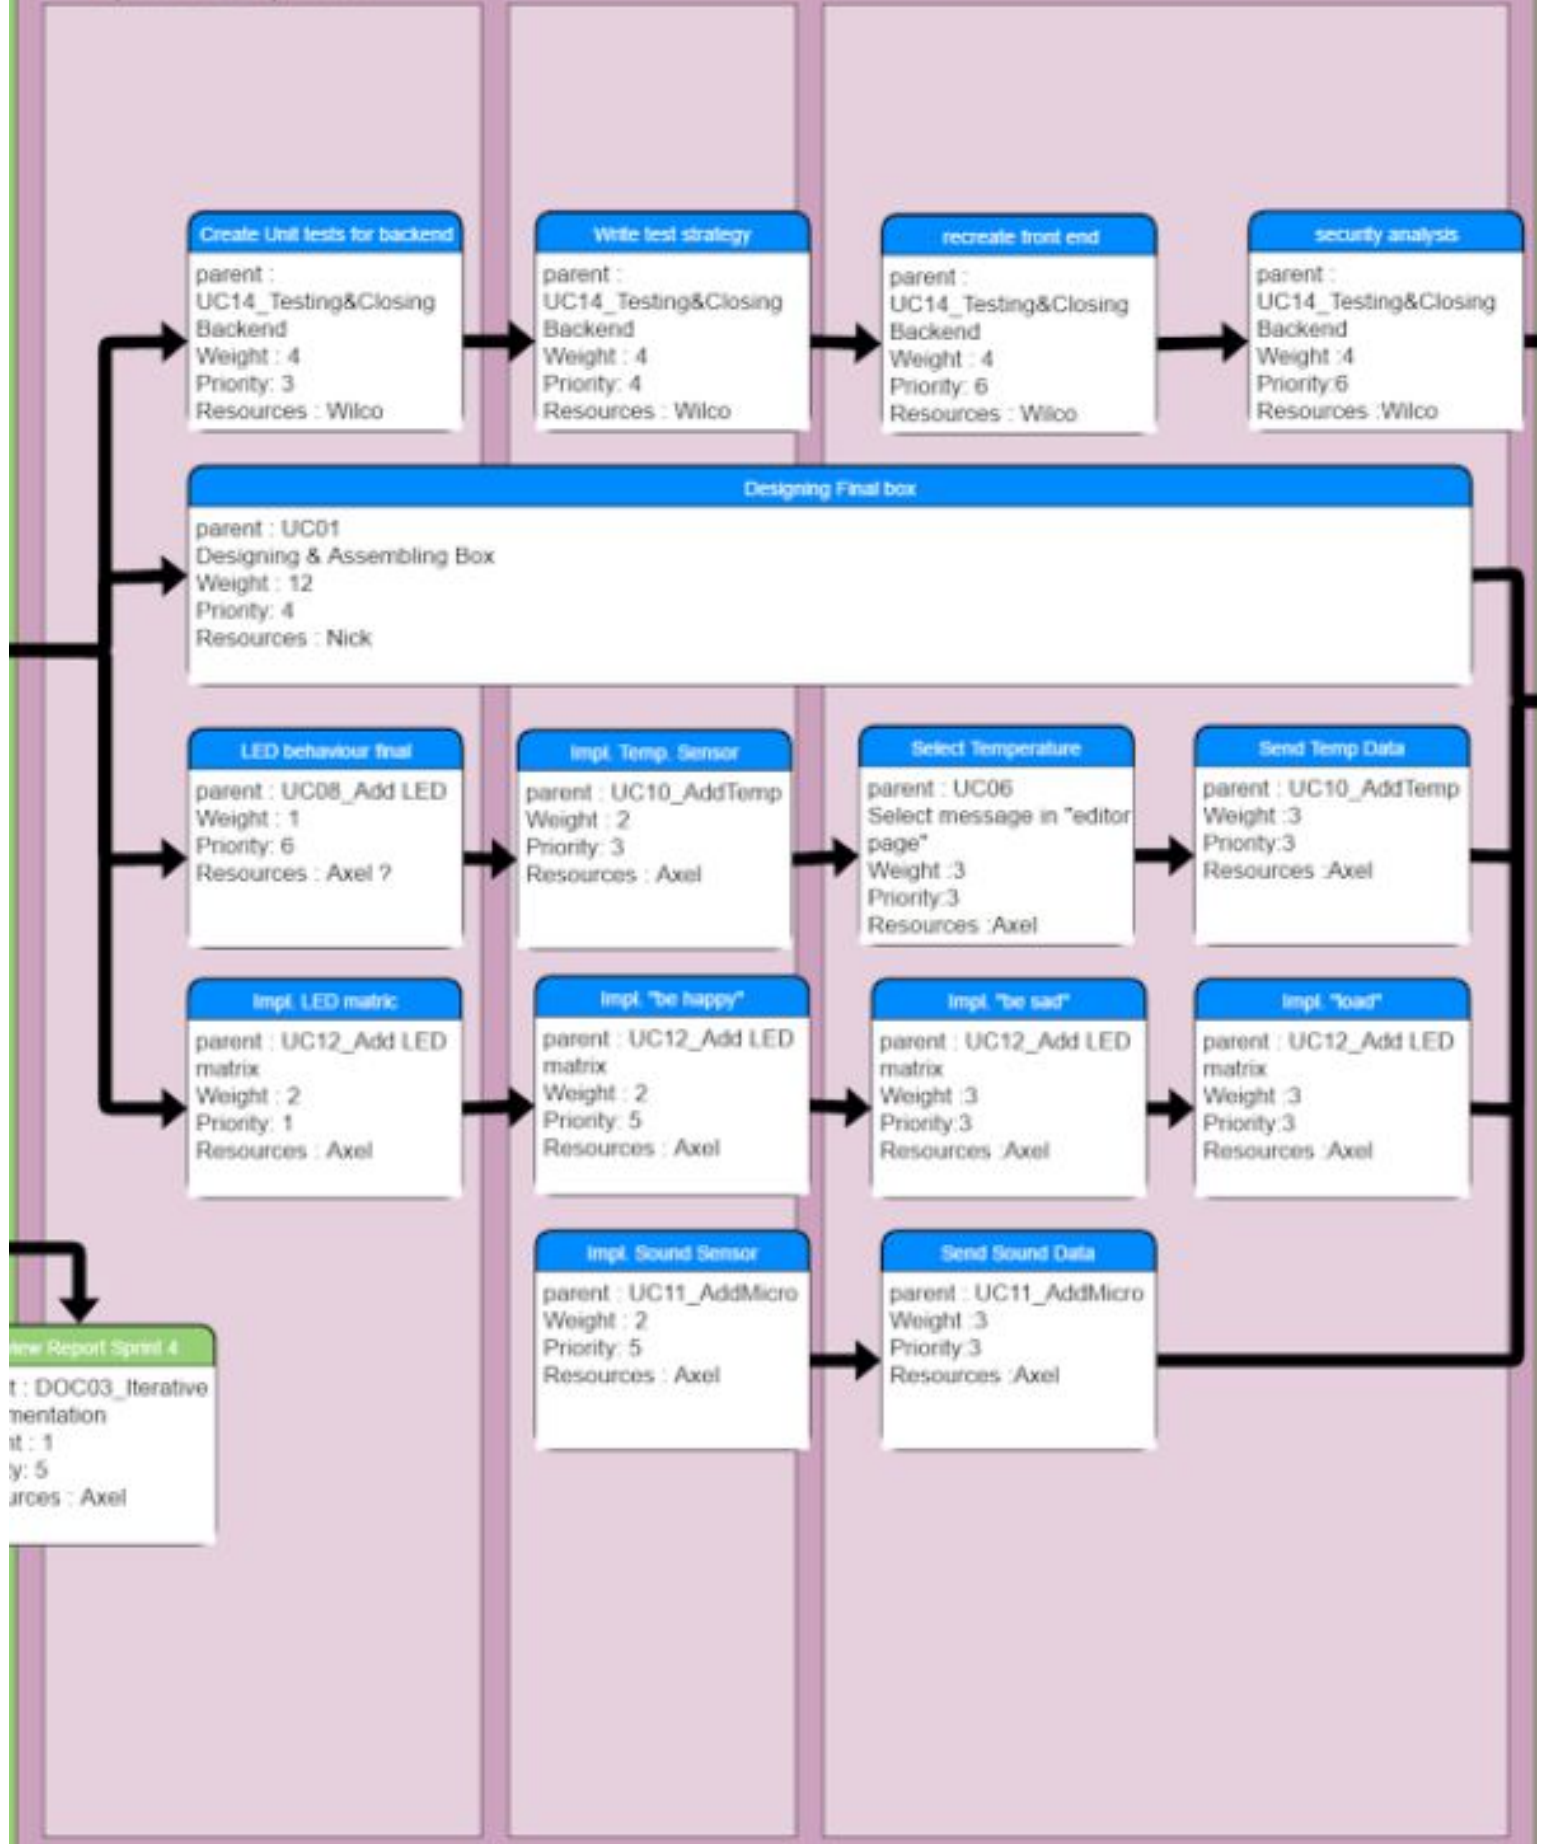 Create Unit tests for backend
parent :
UC14_Testing&Closing
Backend
Weight : 4
Priority: 3
Resources : Wilco
Write test strategy
parent :
UC14_Testing&Closing
Backend
Weight : 4
Priority: 4
Resources : Wilco
recreate front end
parent :
UC14_Testing&Closing
Backend
Weight : 4
Priority: 6
Resources : Wilco
security analysis
parent :
UC14_Testing&Closing
Backend
Weight :4
Priority:6
Resources :Wilco
Designing Final box
parent : UC01
Designing & Assembling Box
Weight : 12
Priority: 4
Resources : Nick
LED behaviour final
parent : UC08_Add LED
Weight : 1
Priority: 6
Resources : Axel ?
Impl. Temp. Sensor
parent : UC10_AddTemp
Weight : 2
Priority: 3
Resources : Axel
Select Temperature
parent : UC06
Select message in "editor
page"
Weight :3
Priority:3
Resources :Axel
Send Temp Data
parent : UC10_AddTemp
Weight :3
Priority:3
Resources :Axel
Impl. LED matric
parent : UC12_Add LED
matrix
Weight : 2
Priority: 1
Resources : Axel
Impl. "be happy"
parent : UC12_Add LED
matrix
Weight : 2
Priority: 5
Resources : Axel
Impl. "be sad"
parent : UC12_Add LED
matrix
Weight :3
Priority:3
Resources :Axel
Impl. "load"
parent : UC12_Add LED
matrix
Weight :3
Priority:3
Resources :Axel
Impl. Sound Sensor
parent : UC11_AddMicro
Weight : 2
Priority: 5
Resources : Axel
Send Sound Data
parent : UC11_AddMicro
Weight :3
Priority:3
Resources :Axel
Report Sprint 4
t : DOC03_Iterative
mentation
nt : 1
y: 5
urces : Axel